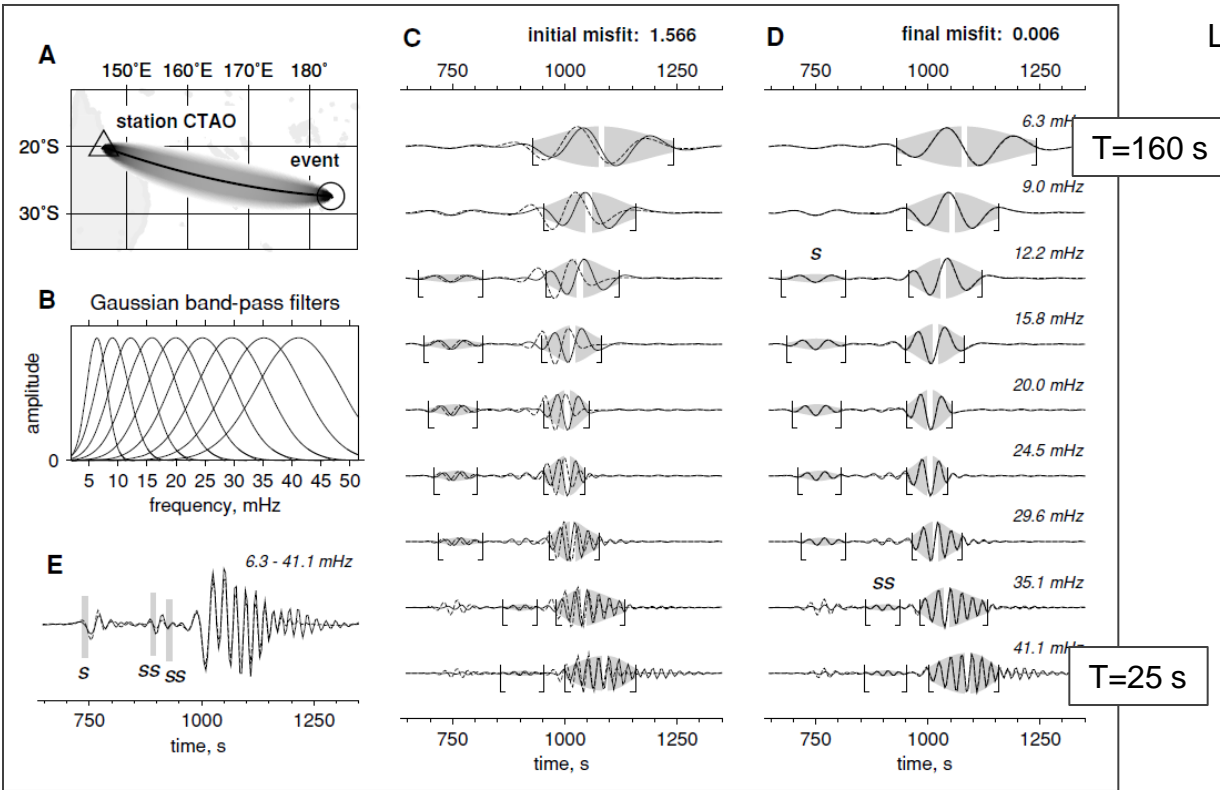 A
150°E 160°E 170°E 180°
station CTAO
event
20°S
30°S
B
Gaussian band-pass filters
amplitude
0
5 10 15 20 25 30 35 40 45 50
frequency, mHz
E
6.3 - 41.1 mHz
S
SS
SS
750 1000 1250
time, s
C
initial misfit: 1.566
750 1000 1250
750 1000 1250
time, s
D
final misfit: 0.006
750 1000 1250
6.3 mH
T=160 s
9.0 mHz
S
12.2 mHz
15.8 mHz
20.0 mHz
24.5 mHz
29.6 mHz
SS
35.1 mHz
41.1 mHz
T=25 s
750 1000 1250
time, s
L